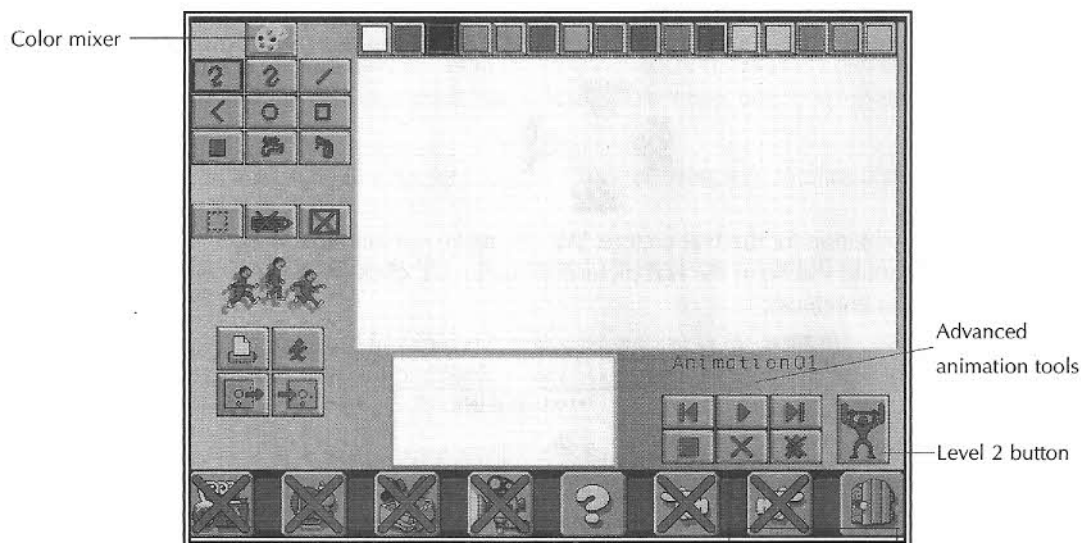 Color mixer
Animation01
Advanced
animation tools
?
Level 2 button